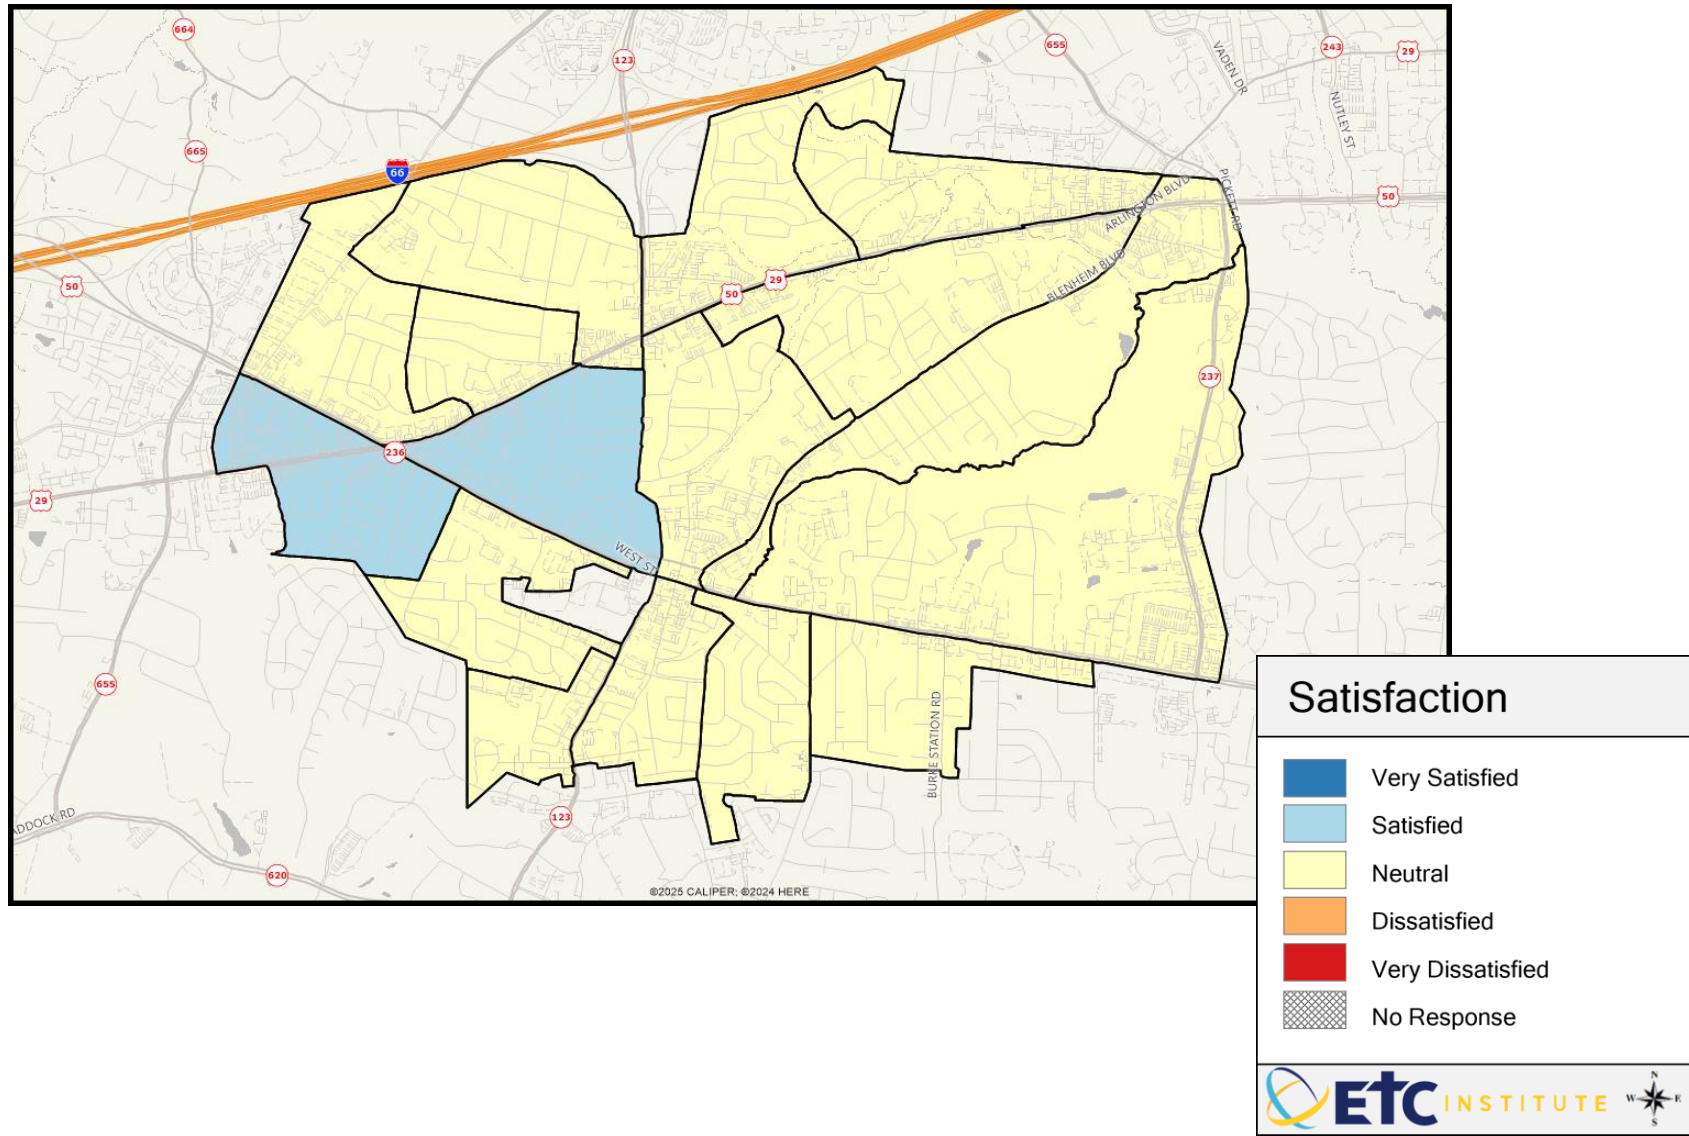 664
123
655
243
29
VADEN DR
NUTLEY ST
665
66
PICKETT RD
50
ARLINGTON BLVD
50
29
50
BLENHEIM BLVD
237
236
29
WEST ST
655
BURKE STATION RD
123
ADDOCK RD
620
©2025 CALIPER; ©2024 HERE
Satisfaction
Very Satisfied
Satisfied
Neutral
Dissatisfied
Very Dissatisfied
No Response
ETC INSTITUTE
N
W E
S